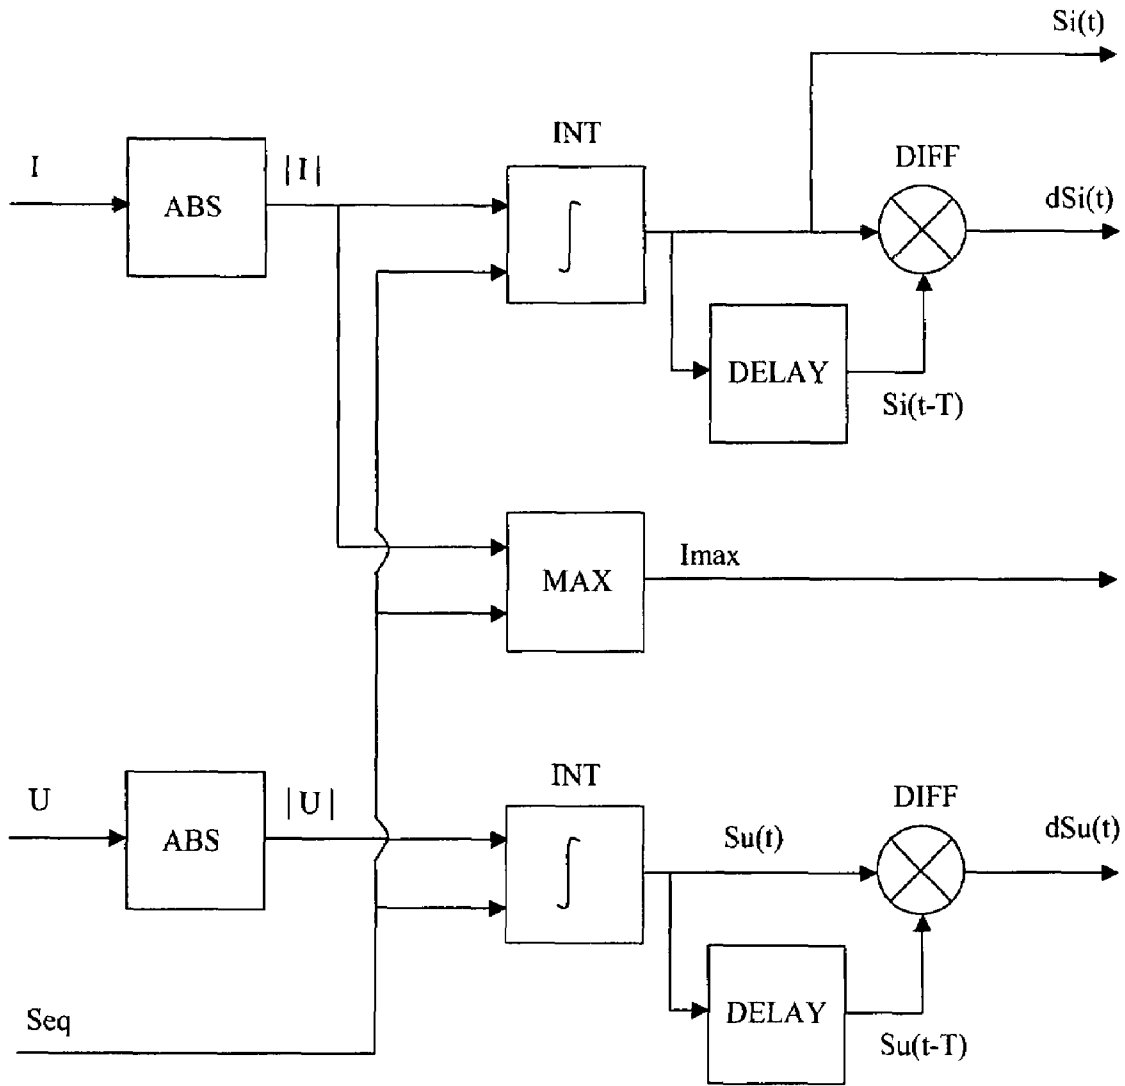 Si(t)
INT
DIFF
I
|I|
dSi(t)
ABS
∫
DELAY
Si(t-T)
Imax
MAX
INT
DIFF
U
|U|
Su(t)
dSu(t)
ABS
∫
DELAY
Seq
Su(t-T)